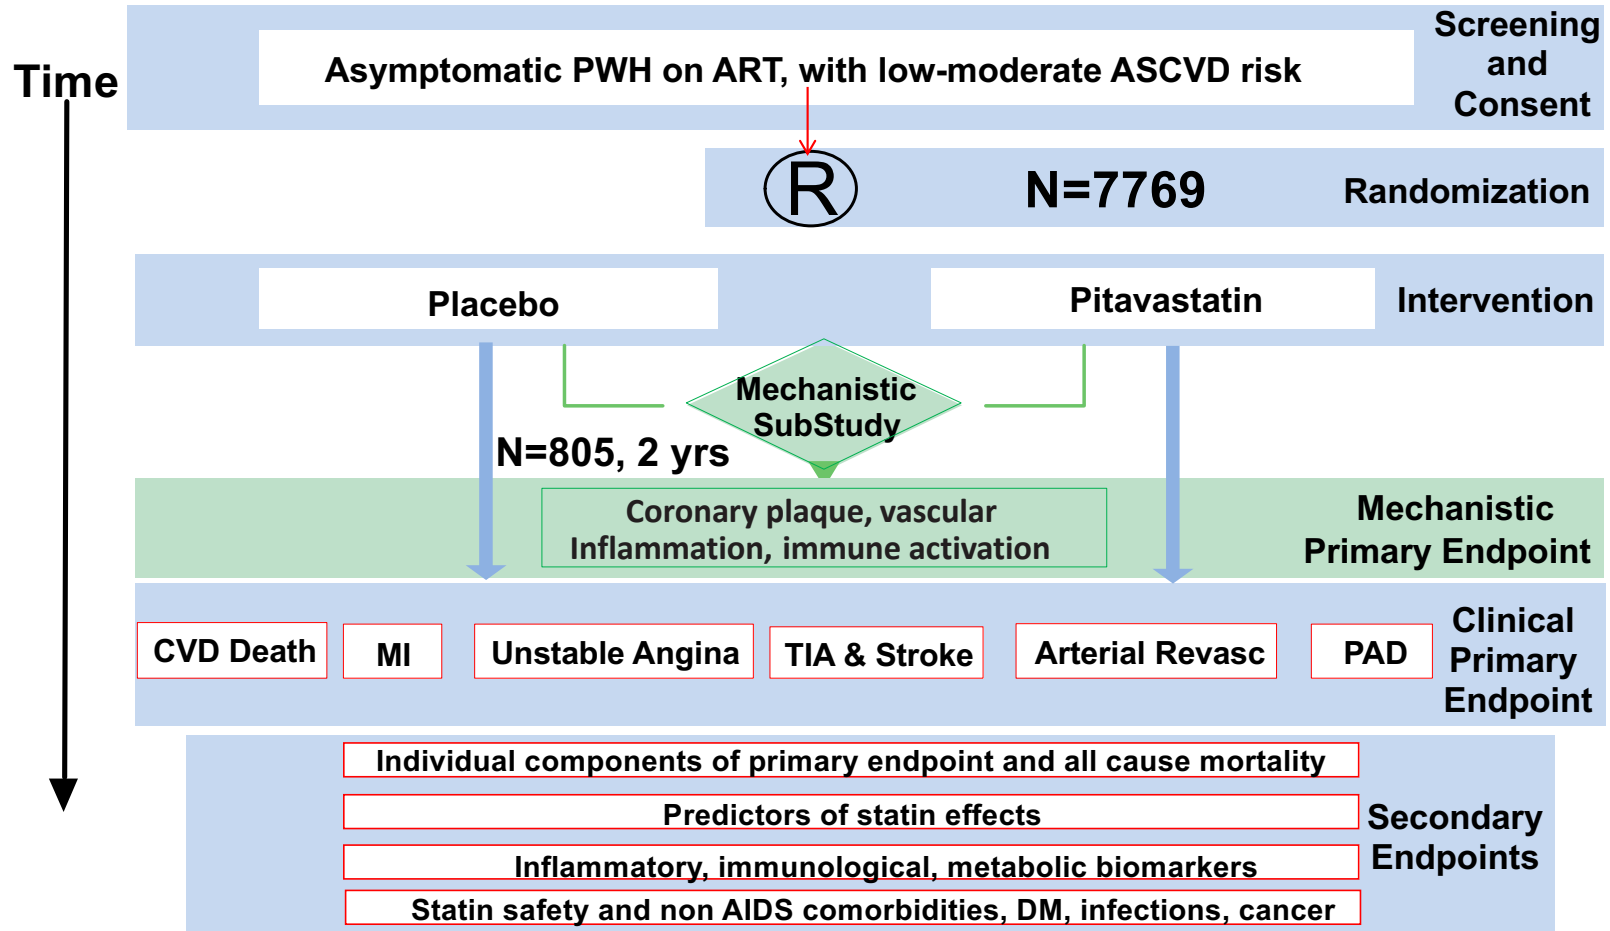 Time
Asymptomatic PWH on ART, with low-moderate ASCVD risk
Screening
and
Consent
R
N=7769
Randomization
Placebo
Pitavastatin
Intervention
Mechanistic
SubStudy
N=805, 2 yrs
Coronary plaque, vascular
Inflammation, immune activation
Mechanistic
Primary Endpoint
CVD Death
MI
Unstable Angina
TIA & Stroke
Arterial Revasc
PAD
Clinical
Primary
Endpoint
Individual components of primary endpoint and all cause mortality
Predictors of statin effects
Inflammatory, immunological, metabolic biomarkers
Statin safety and non AIDS comorbidities, DM, infections, cancer
Secondary
Endpoints